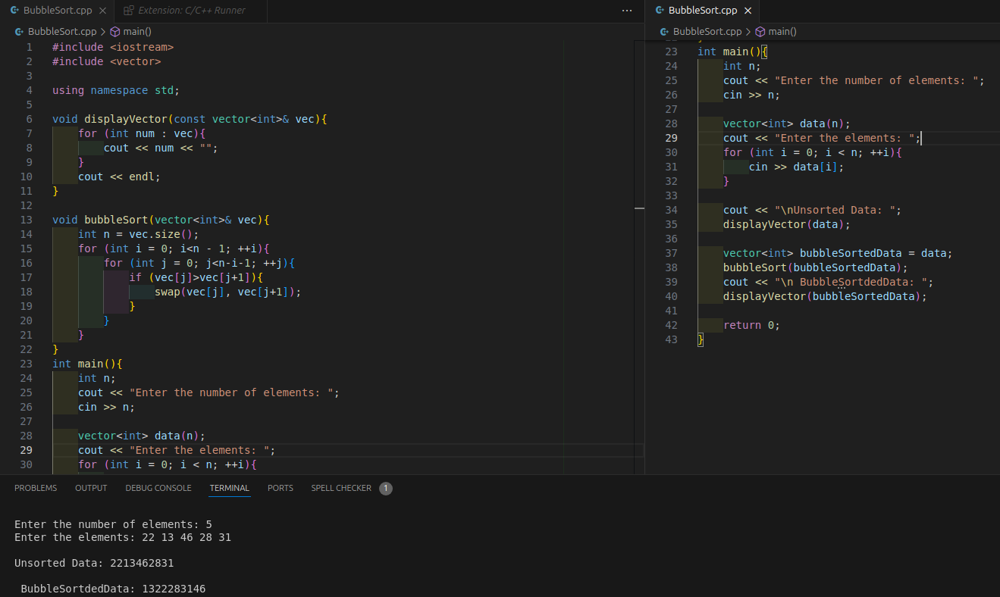 BubbleSort.cpp Extension: C/C++ Runner ...
BubbleSort.cpp > main()
1 #include <iostream>
2 #include <vector>
3
4 using namespace std;
5
6 void displayVector(const vector<int>& vec){
7 for (int num : vec){
8 cout << num << "";
9 }
10 cout << endl;
11 }
12
13 void bubbleSort(vector<int>& vec){
14 int n = vec.size();
15 for (int i = 0; i<n - 1; ++i){
16 for (int j = 0; j<n-i-1; ++j){
17 if (vec[j]>vec[j+1]){
18 swap(vec[j], vec[j+1]);
19 }
20 }
21 }
22 }
23 int main(){
24 int n;
25 cout << "Enter the number of elements: ";
26 cin >> n;
27
28 vector<int> data(n);
29 cout << "Enter the elements: ";
30 for (int i = 0; i < n; ++i){
BubbleSort.cpp
BubbleSort.cpp > main()
23 int main(){
24 int n;
25 cout << "Enter the number of elements: ";
26 cin >> n;
27
28 vector<int> data(n);
29 cout << "Enter the elements: ";
30 for (int i = 0; i < n; ++i){
31 cin >> data[i];
32 }
33
34 cout << "\nUnsorted Data: ";
35 displayVector(data);
36
37 vector<int> bubbleSortedData = data;
38 bubbleSort(bubbleSortedData);
39 cout << "\n BubbleSortdedData: ";
40 displayVector(bubbleSortedData);
41
42 return 0;
43 }
PROBLEMS OUTPUT DEBUG CONSOLE TERMINAL PORTS SPELL CHECKER 1
Enter the number of elements: 5
Enter the elements: 22 13 46 28 31
Unsorted Data: 2213462831
BubbleSortdedData: 1322283146